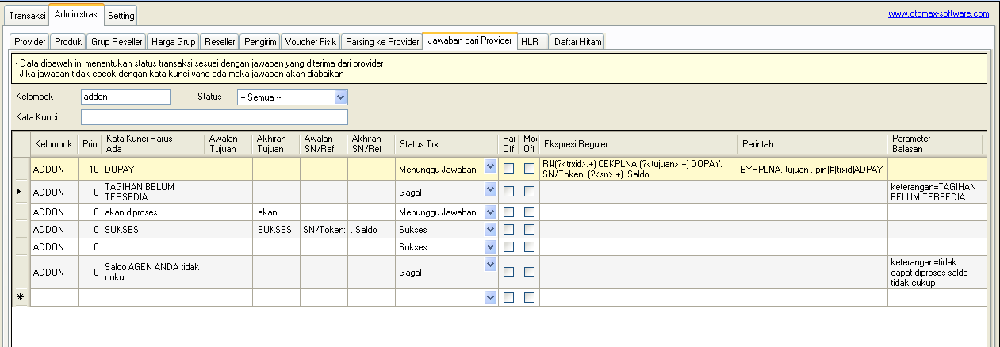 Transaksi Administrasi Setting www.otomax-software.com
Provider Produk Grup Reseller Harga Grup Reseller Pengirim Voucher Fisik Parsing ke Provider Jawaban dari Provider HLR Daftar Hitam
- Data dibawah ini menentukan status transaksi sesuai dengan jawaban yang diterima dari provider
- Jika jawaban tidak cocok dengan kata kunci yang ada maka jawaban akan diabaikan
Kelompok addon Status -- Semua --
Kata Kunci
Kelompok Prior Kata Kunci Harus Ada Awalan Tujuan Akhiran Tujuan Awalan SN/Ref Akhiran SN/Ref Status Trx Par Off Mo Off Ekspresi Reguler Perintah Parameter Balasan
ADDON 10 DOPAY Menunggu Jawaban R#(?<trxid>.+) CEKPLNA.(?<tujuan>.+) DOPAY. SN/Token: (?<sn>.+). Saldo BYRPLNA.[tujuan].[pin]#[trxid]ADPAY
ADDON 0 TAGIHAN BELUM TERSEDIA Gagal keterangan=TAGIHAN BELUM TERSEDIA
ADDON 0 akan diproses . akan Menunggu Jawaban
ADDON 0 SUKSES. . SUKSES SN/Token: . Saldo Sukses
ADDON 0 Sukses
ADDON 0 Saldo AGEN ANDA tidak cukup Gagal keterangan=tidak dapat diproses saldo tidak cukup